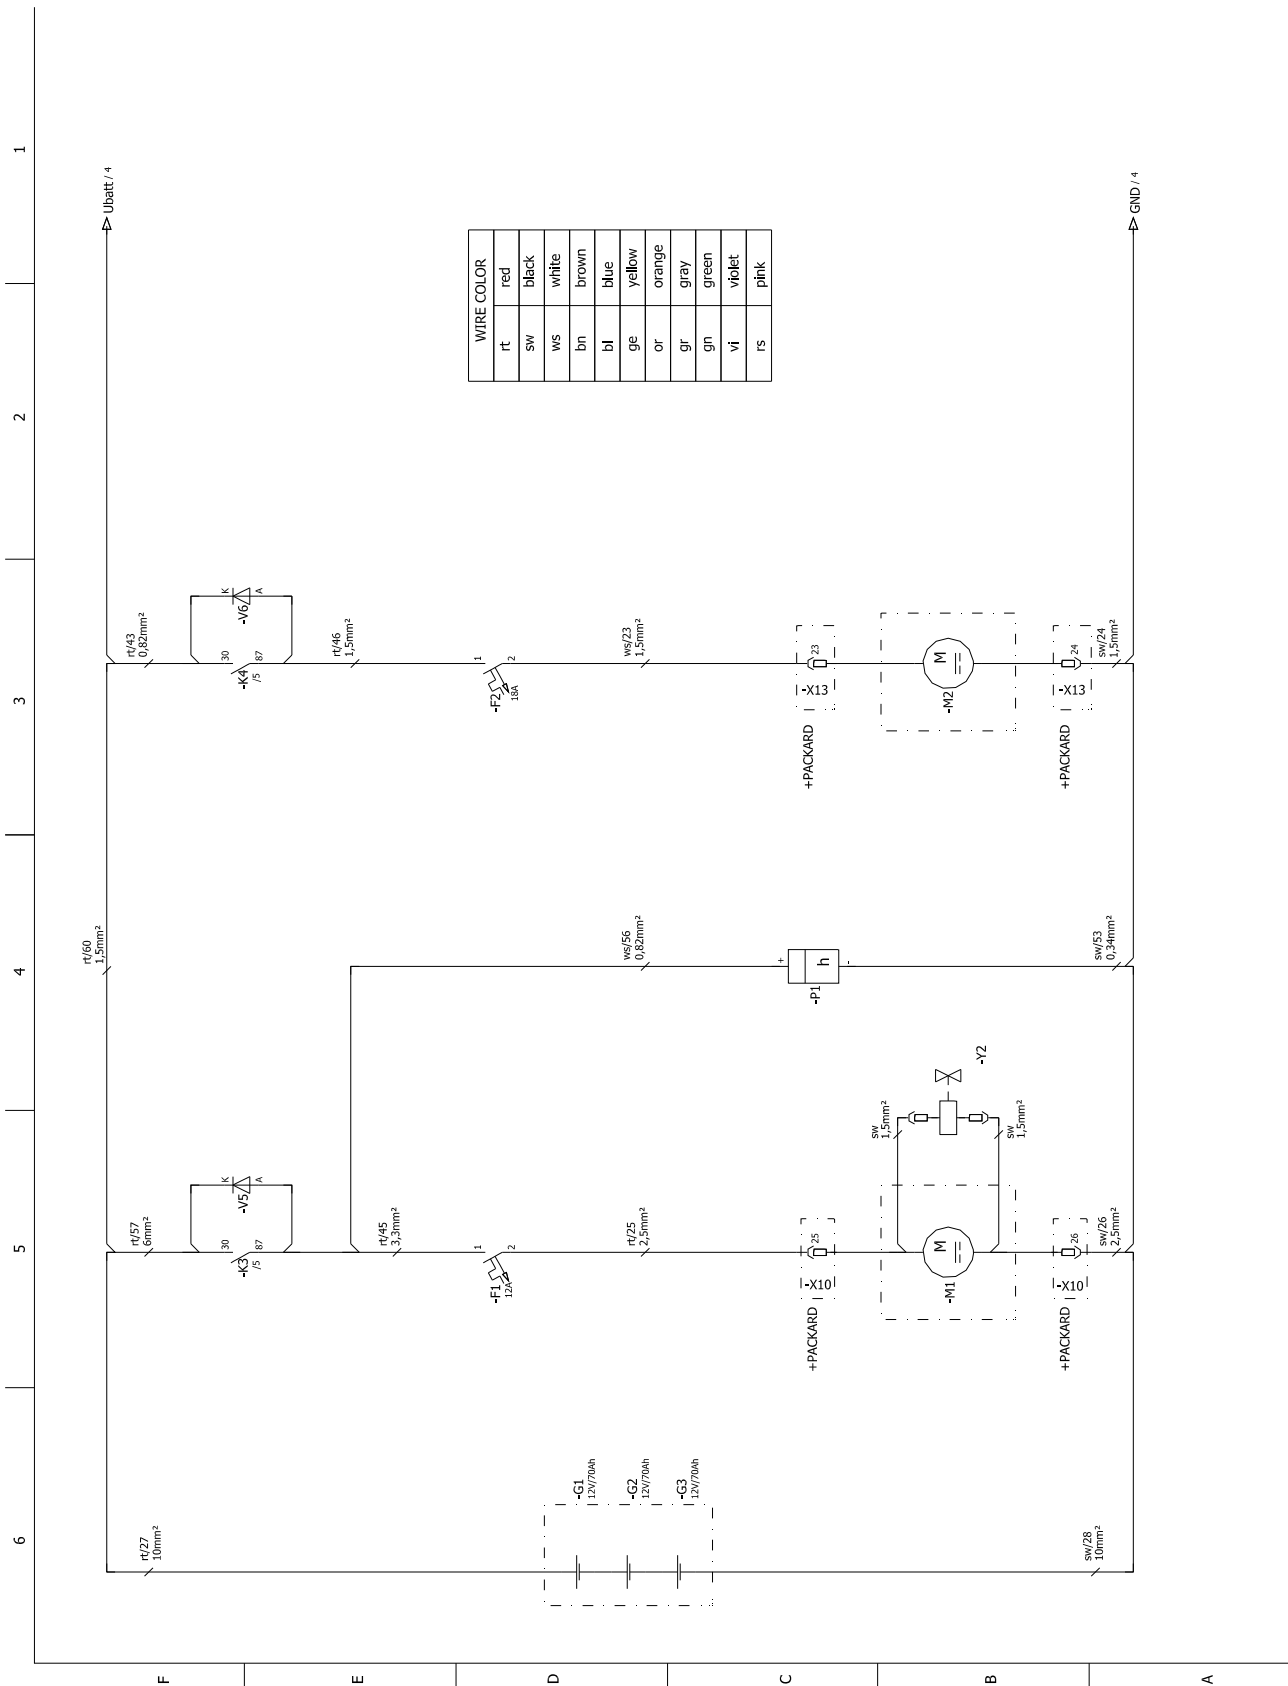 1
2
3
4
5
6
F
E
D
C
B
A
Ubatt / 4
GND / 4
WIRE COLOR
rt red
sw black
ws white
bn brown
bl blue
ge yellow
or orange
gr gray
gn green
vi violet
rs pink
rt/27
10mm²
-G1
12V/70Ah
-G2
12V/70Ah
-G3
12V/70Ah
sw/28
10mm²
rt/57
6mm²
30
87
-K3
/5
K
A
-V5
rt/45
3,3mm²
1
2
-F1
12A
rt/25
2,5mm²
25
-X10
+PACKARD
M
-M1
sw
1,5mm²
sw
1,5mm²
-Y2
26
-X10
+PACKARD
sw/26
2,5mm²
rt/60
1,5mm²
ws/56
0,82mm²
+
h
-
-P1
sw/53
0,34mm²
rt/43
0,82mm²
30
87
-K4
/5
K
A
-V6
rt/46
1,5mm²
1
2
-F2
18A
ws/23
1,5mm²
23
-X13
+PACKARD
M
-M2
24
-X13
+PACKARD
sw/24
1,5mm²